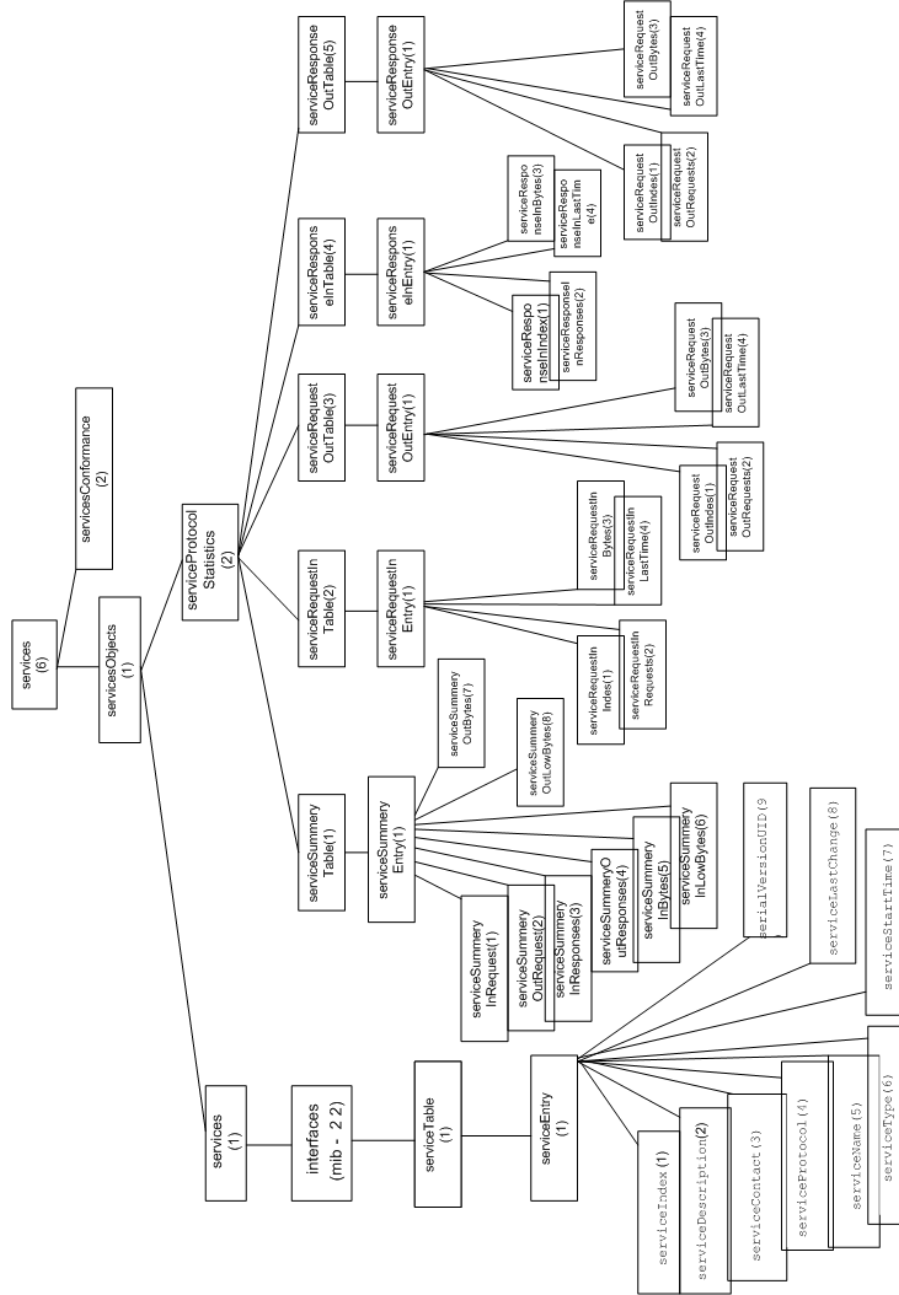 services
(6)
servicesConformance
(2)
servicesObjects
(1)
services
(1)
serviceProtocol
Statistics
(2)
interfaces
(mib - 2 2)
serviceTable
(1)
serviceEntry
(1)
serviceIndex(1)
serviceDescription(2)
serviceContact(3)
serviceProtocol(4)
serviceName(5)
serviceType(6)
serviceStartTime(7)
serviceLastChange(8)
serialVersionUID(9
serviceSummery
Table(1)
serviceSummery
Entry(1)
serviceSummery
InRequest(1)
serviceSummery
OutRequest(2)
serviceSummery
InResponses(3)
serviceSummeryO
utResponses(4)
serviceSummery
InBytes(5)
serviceSummery
InLowBytes(6)
serviceSummery
OutBytes(7)
serviceSummery
OutLowBytes(8)
serviceRequestIn
Table(2)
serviceRequestIn
Entry(1)
serviceRequestIn
Indes(1)
serviceRequestIn
Requests(2)
serviceRequestIn
Bytes(3)
serviceRequestIn
LastTime(4)
serviceRequest
OutTable(3)
serviceRequest
OutEntry(1)
serviceRequest
OutIndes(1)
serviceRequest
OutRequests(2)
serviceRequest
OutBytes(3)
serviceRequest
OutLastTime(4)
serviceRespons
eInTable(4)
serviceRespons
eInEntry(1)
serviceRespo
nseInIndex(1)
serviceResponseI
nResponses(2)
serviceRespo
nseInBytes(3)
serviceRespo
nseInLastTim
e(4)
serviceResponse
OutTable(5)
serviceResponse
OutEntry(1)
serviceRequest
OutIndes(1)
serviceRequest
OutRequests(2)
serviceRequest
OutBytes(3)
serviceRequest
OutLastTime(4)